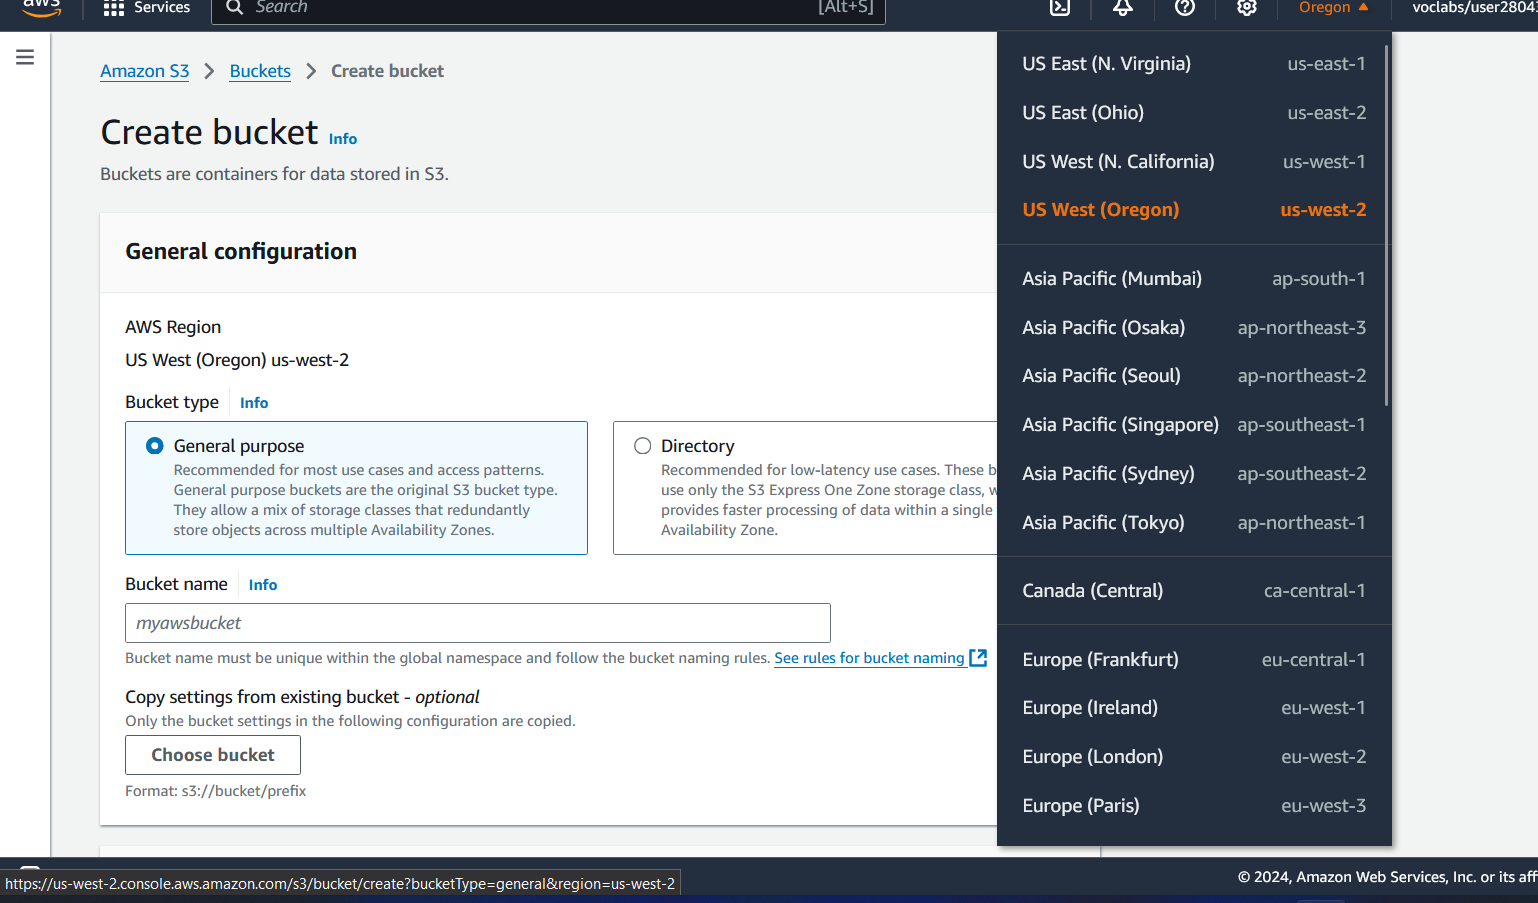 aws
Services
Search
[Alt+S]
Oregon
Amazon S3
Buckets
Create bucket
Create bucket Info
Buckets are containers for data stored in S3.
General configuration
AWS Region
US West (Oregon) us-west-2
Bucket type Info
General purpose
Recommended for most use cases and access patterns.
General purpose buckets are the original S3 bucket type.
They allow a mix of storage classes that redundantly
store objects across multiple Availability Zones.
Directory
Recommended for low-latency use cases. These
use only the S3 Express One Zone storage class,
provides faster processing of data within a single
Availability Zone.
Bucket name Info
myawsbucket
Bucket name must be unique within the global namespace and follow the bucket naming rules. See rules for bucket naming
Copy settings from existing bucket - optional
Only the bucket settings in the following configuration are copied.
Choose bucket
Format: s3://bucket/prefix
US East (N. Virginia) us-east-1
US East (Ohio) us-east-2
US West (N. California) us-west-1
US West (Oregon) us-west-2
Asia Pacific (Mumbai) ap-south-1
Asia Pacific (Osaka) ap-northeast-3
Asia Pacific (Seoul) ap-northeast-2
Asia Pacific (Singapore) ap-southeast-1
Asia Pacific (Sydney) ap-southeast-2
Asia Pacific (Tokyo) ap-northeast-1
Canada (Central) ca-central-1
Europe (Frankfurt) eu-central-1
Europe (Ireland) eu-west-1
Europe (London) eu-west-2
Europe (Paris) eu-west-3
https://us-west-2.console.aws.amazon.com/s3/bucket/create?bucketType=general&region=us-west-2
© 2024, Amazon Web Services, Inc. or its